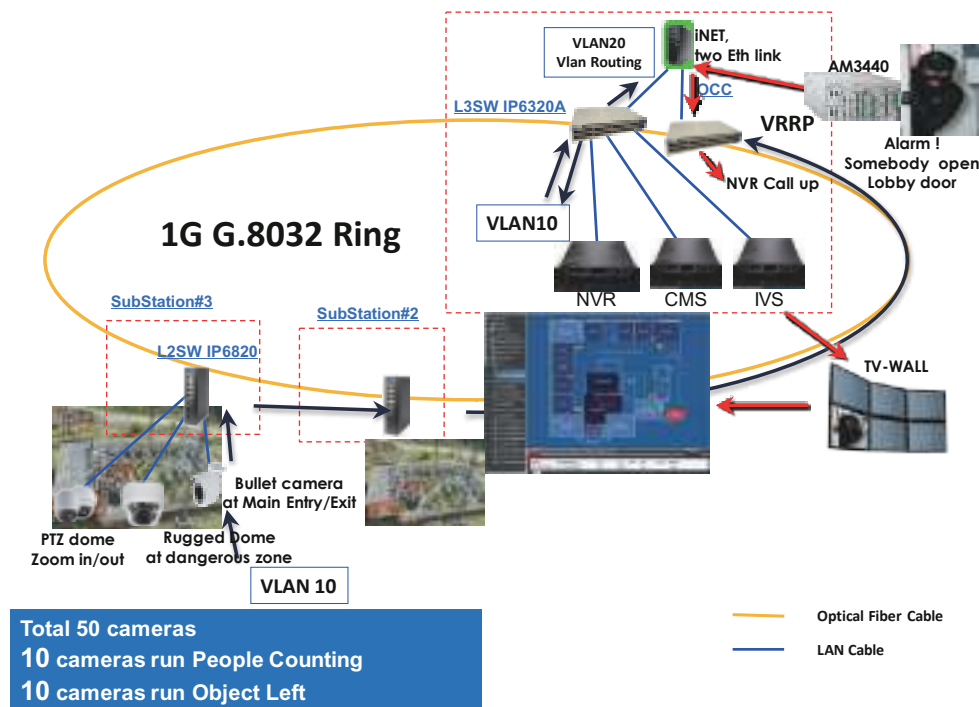 VLAN20
Vlan Routing
iNET,
two Eth link
AM3440
L3SW IP6320A
OCC
VRRP
Alarm !
Somebody open
Lobby door
NVR Call up
VLAN10
1G G.8032 Ring
NVR
CMS
IVS
SubStation#3
SubStation#2
L2SW IP6820
TV-WALL
Bullet camera
at Main Entry/Exit
PTZ dome
Zoom in/out
Rugged Dome
at dangerous zone
VLAN 10
Total 50 cameras
10 cameras run People Counting
10 cameras run Object Left
Optical Fiber Cable
LAN Cable